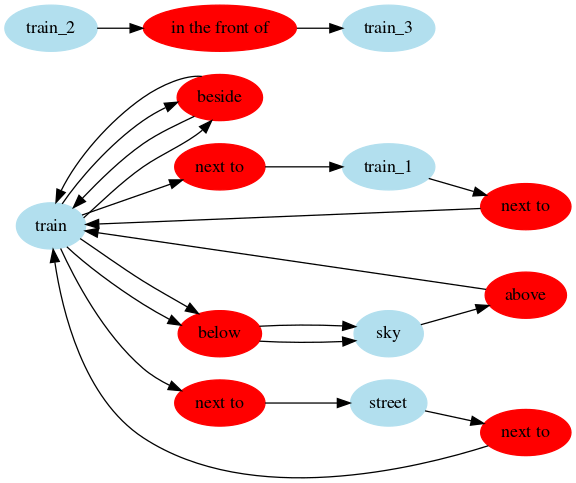 train_2
in the front of
train_3
beside
next to
train_1
next to
train
above
below
sky
next to
street
next to